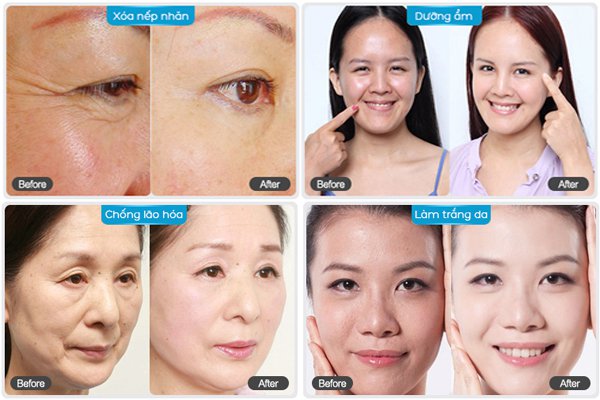 Xóa nếp nhăn
Before
After
Dưỡng ẩm
Before
After
Chống lão hóa
Before
After
Làm trắng da
Before
After